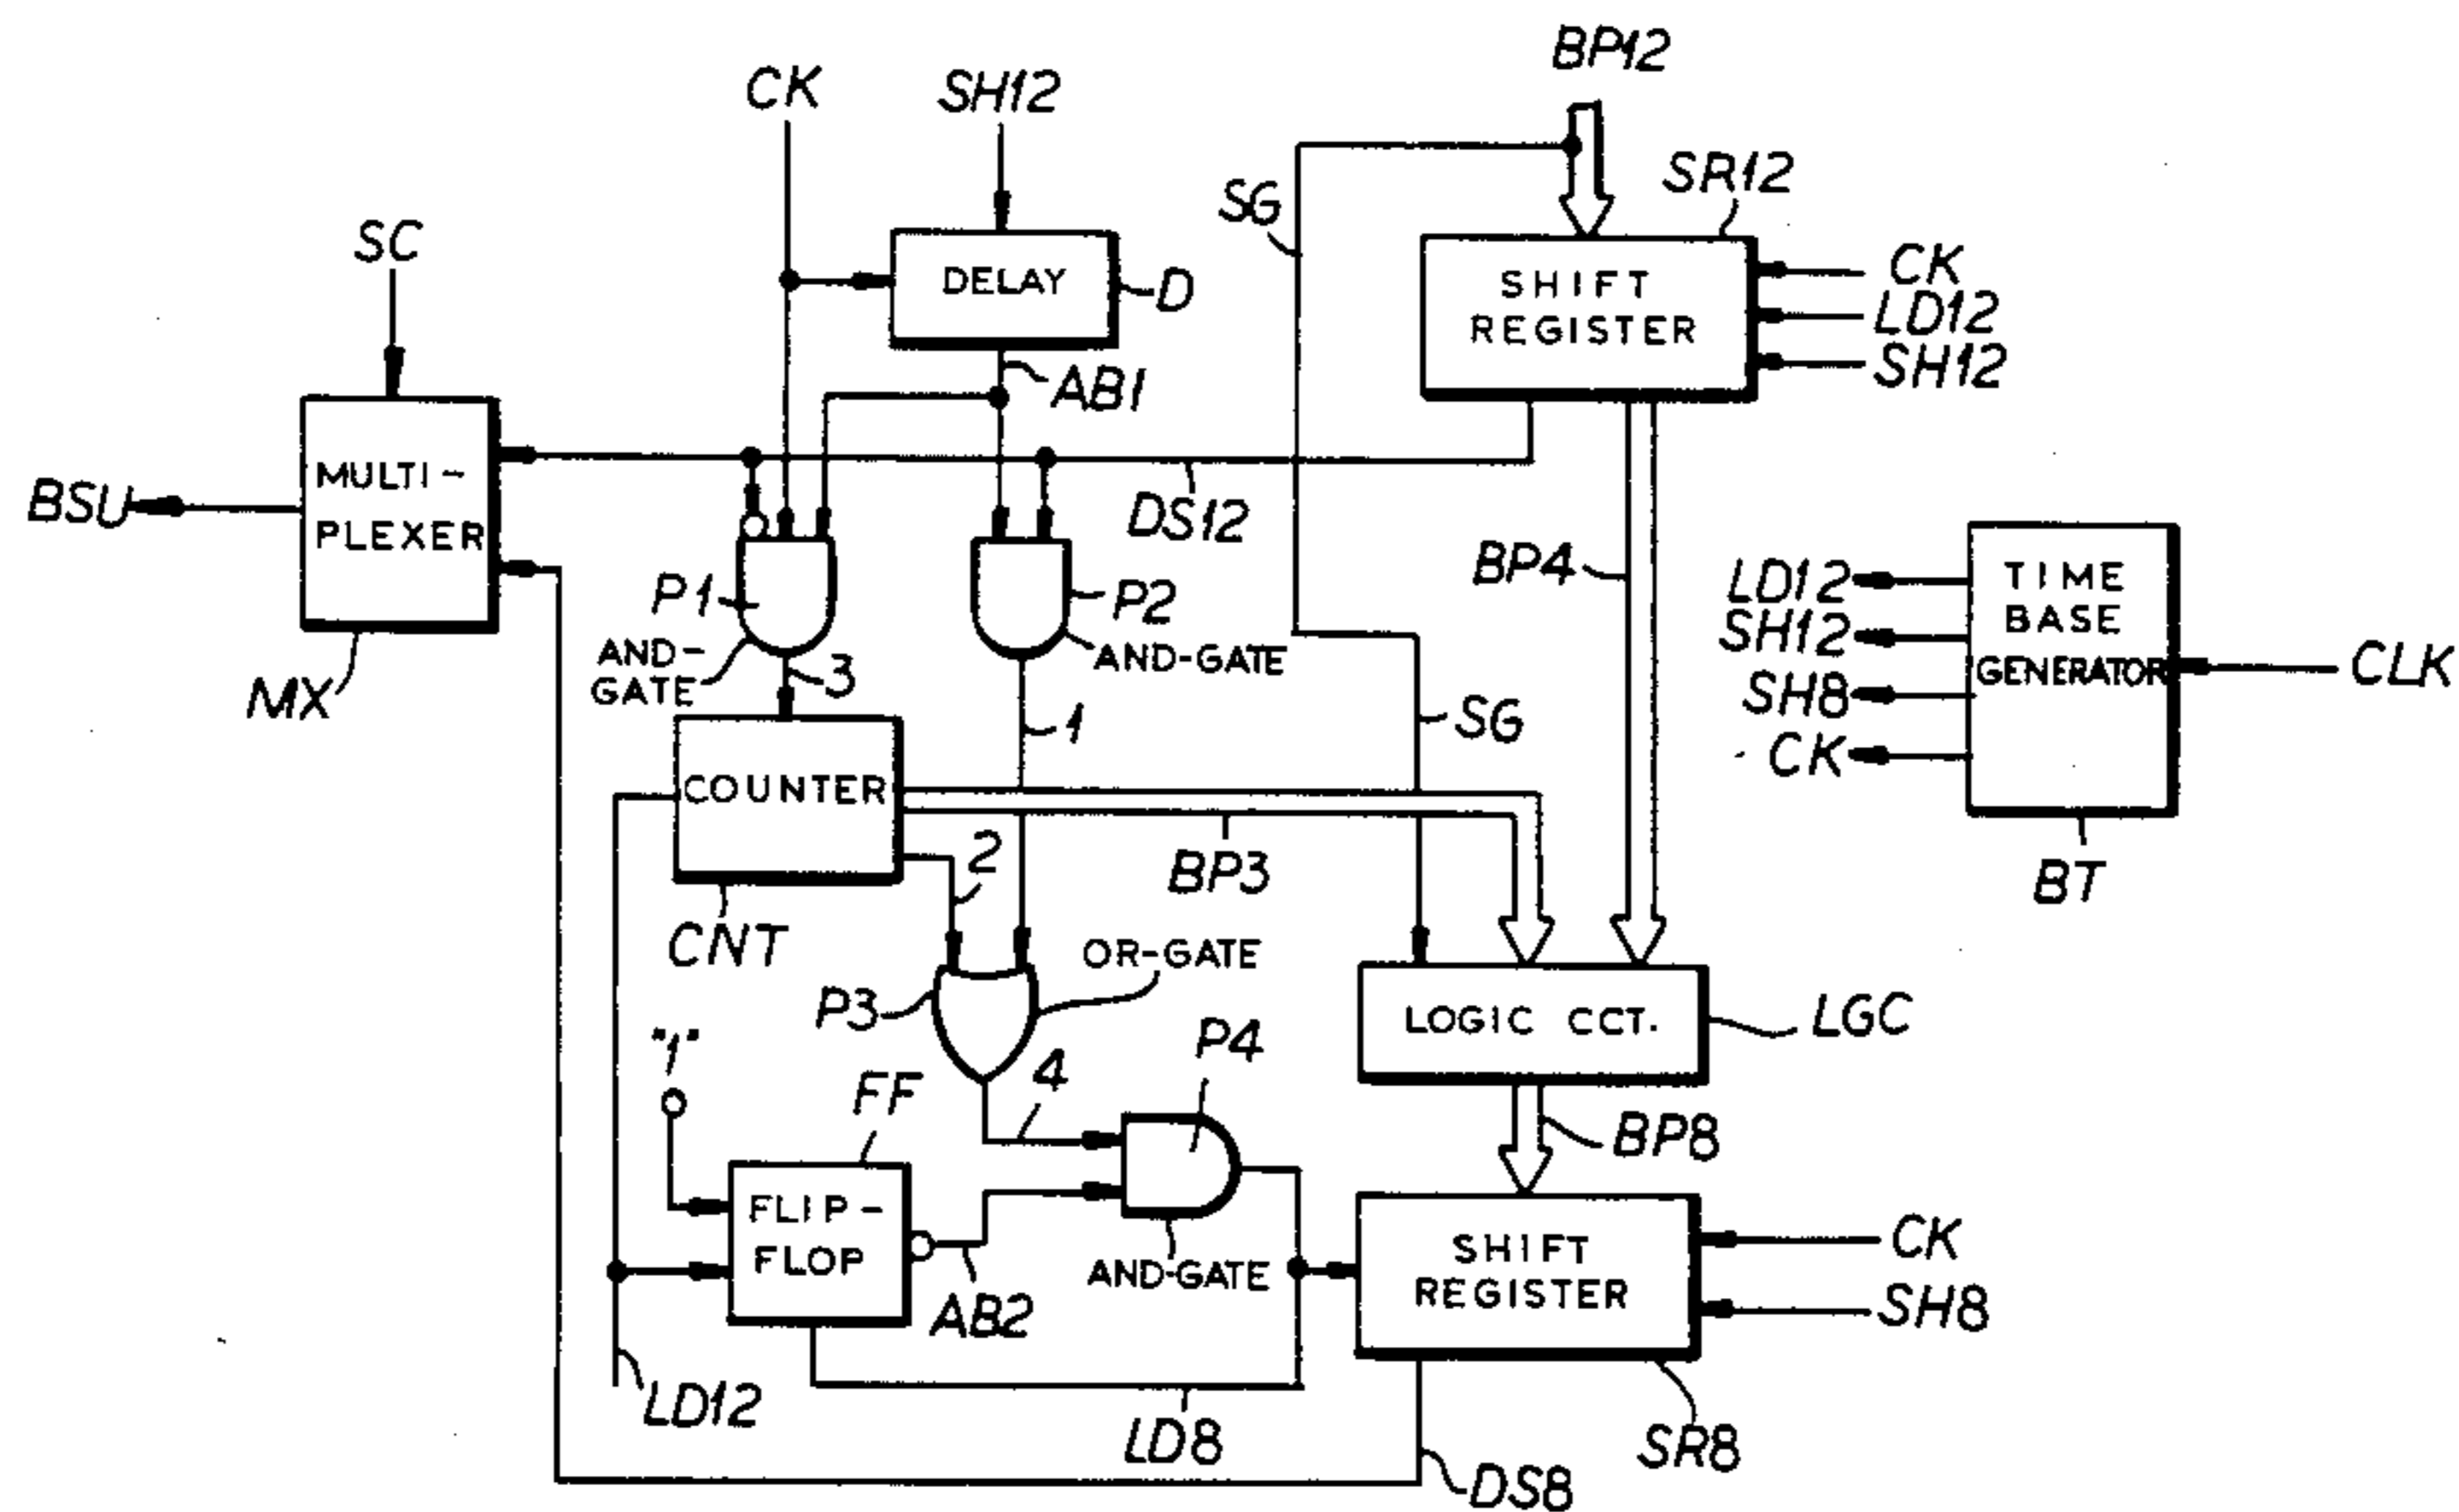 BP12
CK
SH12
SR12
SG
SC
DELAY
D
SHIFT
REGISTER
CK
LD12
SH12
AB1
MULTI-
PLEXER
BSU
DS12
BP4
TIME
BASE
GENERATOR
LD12
SH12
SH8
CK
CLK
P1
P2
AND-
GATE
AND-GATE
3
MX
1
SG
COUNTER
2
BP3
BT
CNT
OR-GATE
P3
LOGIC CCT.
LGC
"1"
P4
4
FF
BP8
FLIP-
FLOP
SHIFT
REGISTER
CK
SH8
AND-GATE
AB2
LD12
LD8
SR8
DS8